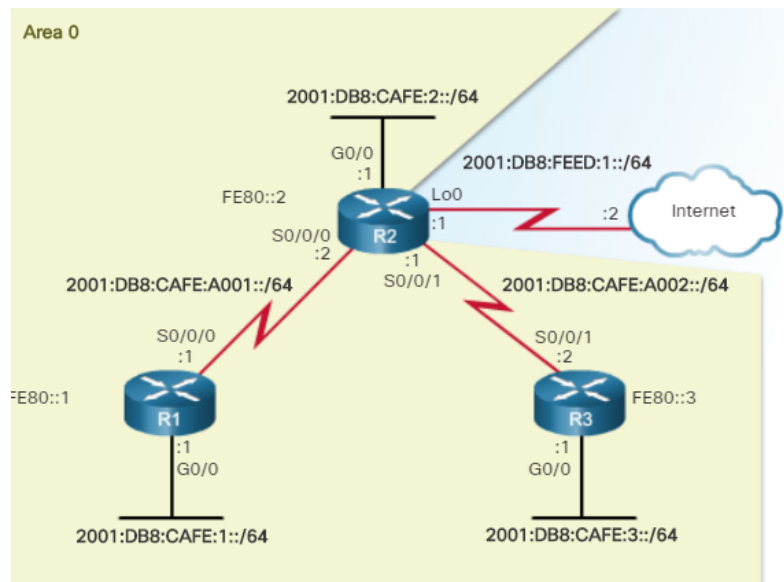 Area 0
2001:DB8:CAFE:2::/64
G0/0
:1
2001:DB8:FEED:1::/64
FE80::2
Lo0
:1
:2
Internet
R2
S0/0/0
:2
:1
S0/0/1
2001:DB8:CAFE:A001::/64
2001:DB8:CAFE:A002::/64
S0/0/0
:1
S0/0/1
:2
FE80::1
R1
R3
FE80::3
:1
G0/0
:1
G0/0
2001:DB8:CAFE:1::/64
2001:DB8:CAFE:3::/64